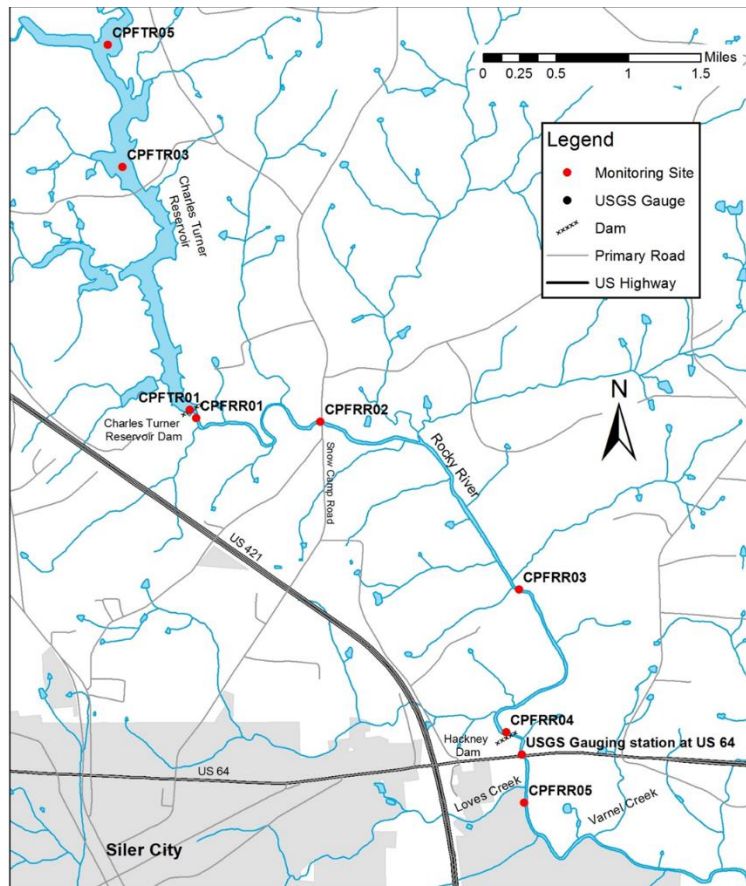 CPFTR05
Miles
0 0.25 0.5 1 1.5
Legend
Monitoring Site
USGS Gauge
Dam
Primary Road
US Highway
CPFTR03
Charles Turner
Reservoir
N
CPFTR01
CPFRR01
CPFRR02
Charles Turner
Reservoir Dam
Snow Camp Road
Rocky River
US 421
CPFRR03
CPFRR04
Hackney
Dam
USGS Gauging station at US 64
US 64
Loves Creek
CPFRR05
Varnel Creek
Siler City